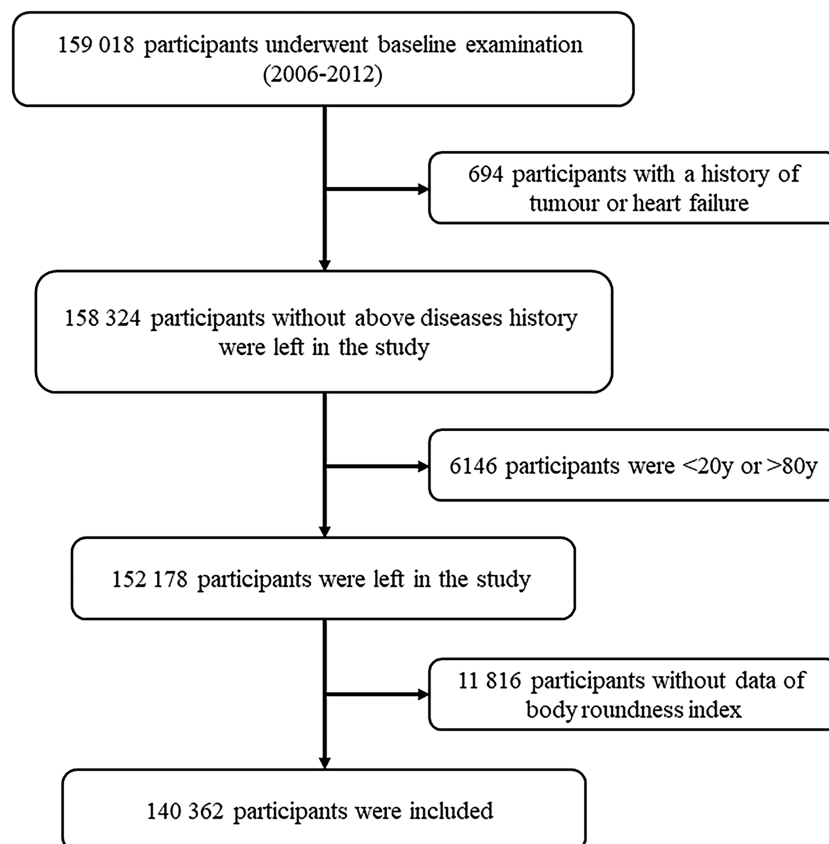 159 018 participants underwent baseline examination
(2006-2012)
694 participants with a history of
tumour or heart failure
158 324 participants without above diseases history
were left in the study
6146 participants were <20y or >80y
152 178 participants were left in the study
11 816 participants without data of
body roundness index
140 362 participants were included